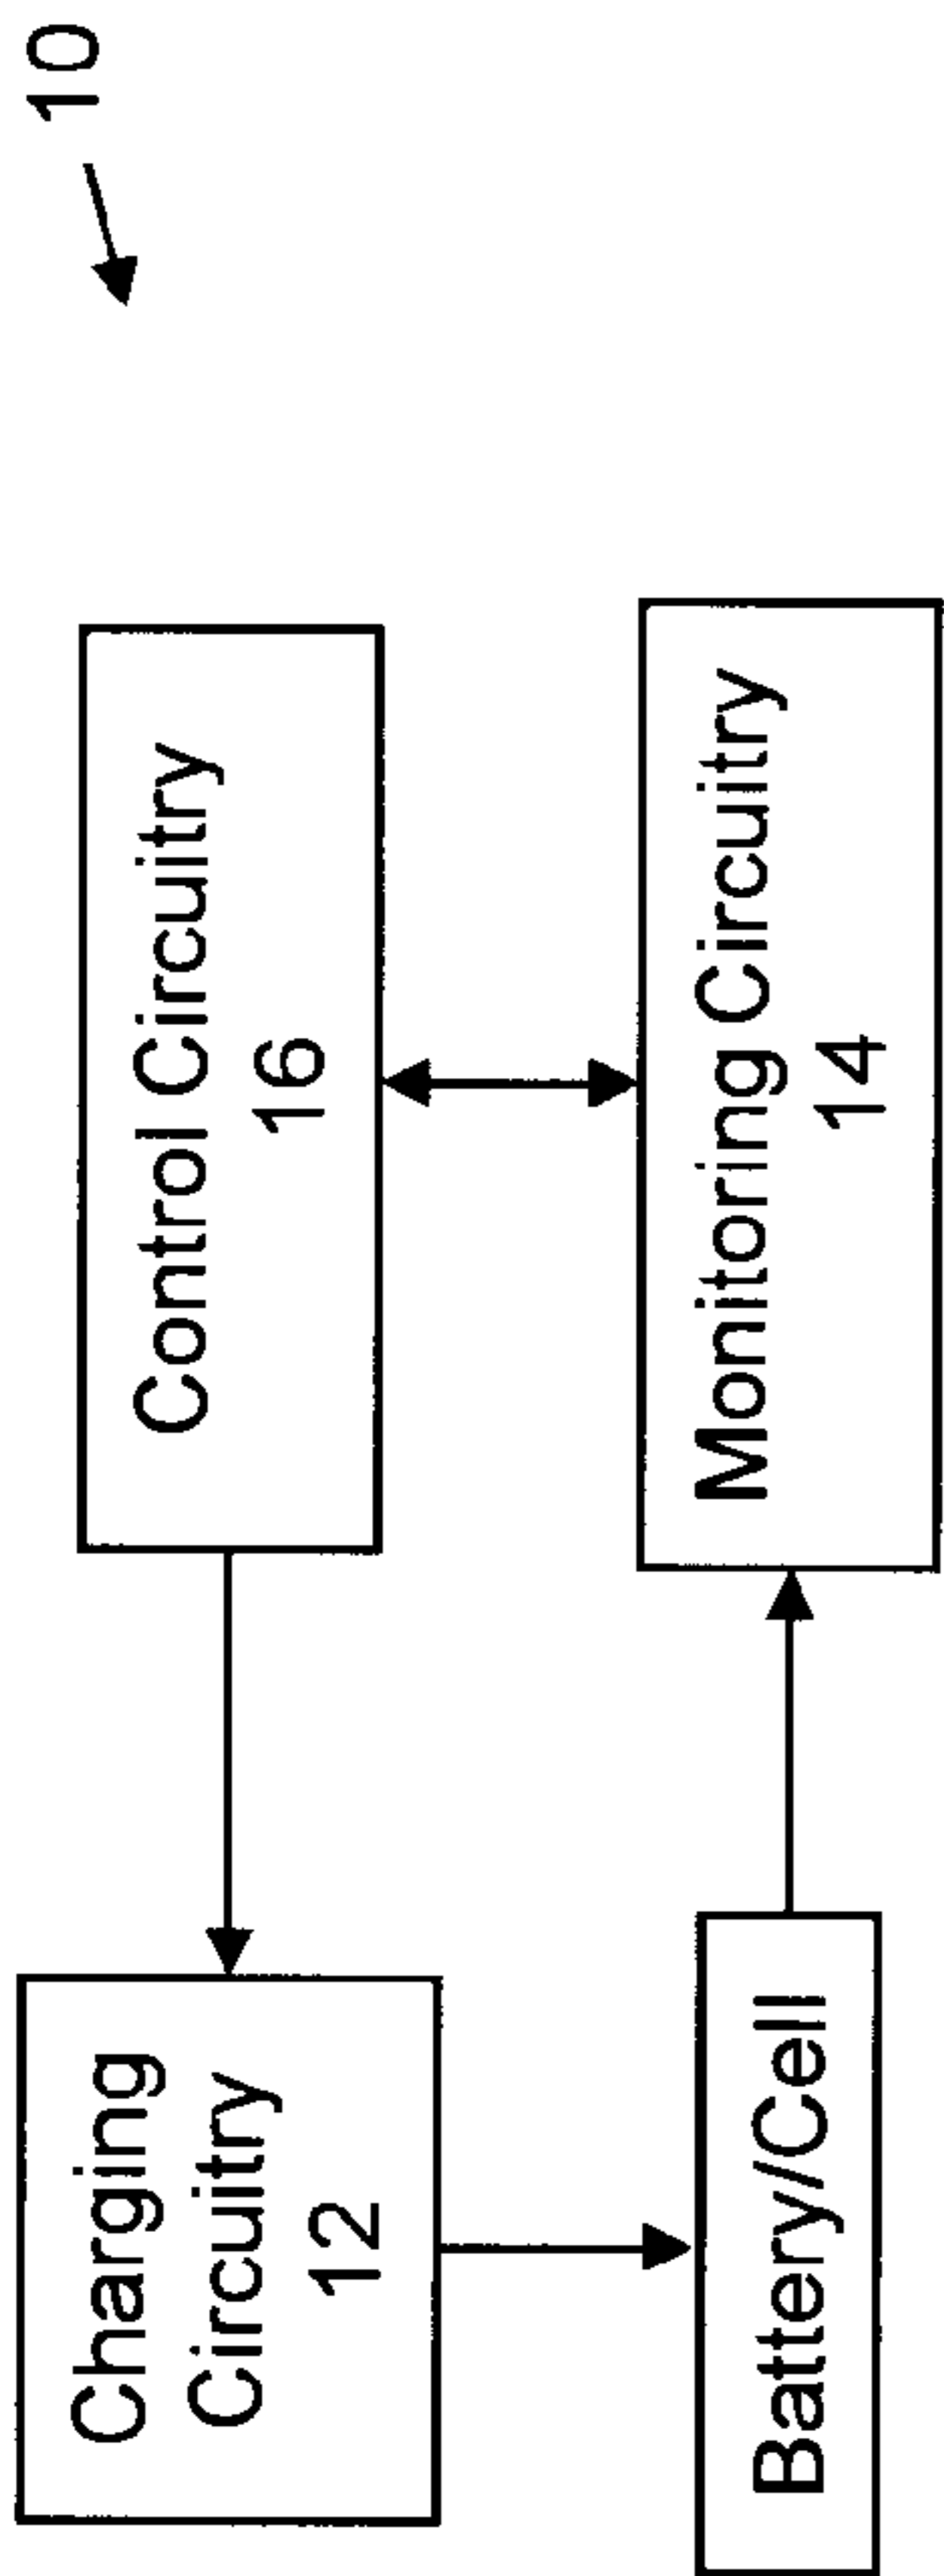 10
Charging
Circuitry
12
Control Circuitry
16
Battery/Cell
Monitoring Circuitry
14